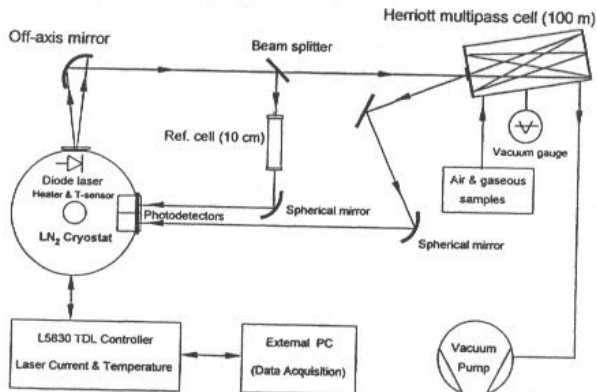 Herriott multipass cell (100 m)
Off-axis mirror
Beam splitter
Ref. cell (10 cm)
Vacuum gauge
Diode laser
Heater & T-sensor
Air & gaseous
samples
Photodetectors
Spherical mirror
LN2 Cryostat
Spherical mirror
L5830 TDL Controller
Laser Current & Temperature
External PC
(Data Acquisition)
Vacuum
Pump